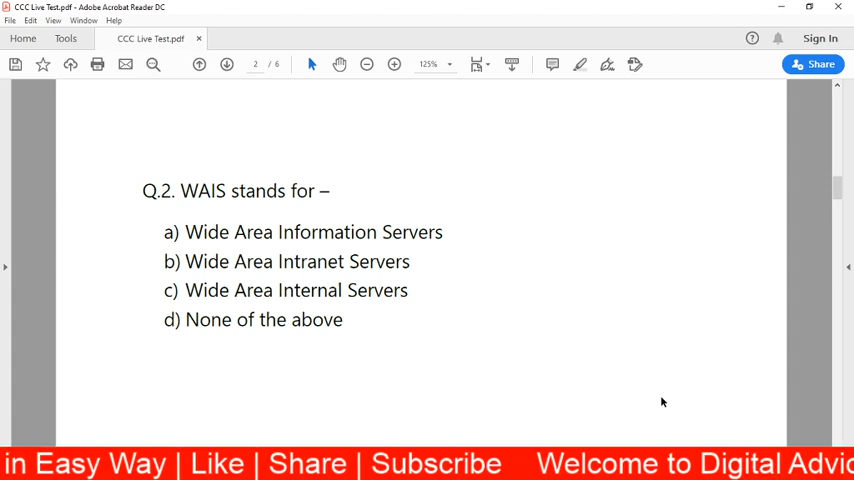 CCC Live Test.pdf - Adobe Acrobat Reader DC
File Edit View Window Help
Home Tools CCC Live Test.pdf × Sign In
2 / 6 125% Share
Q.2. WAIS stands for –
a) Wide Area Information Servers
b) Wide Area Intranet Servers
c) Wide Area Internal Servers
d) None of the above
in Easy Way | Like | Share | Subscribe Welcome to Digital Advic